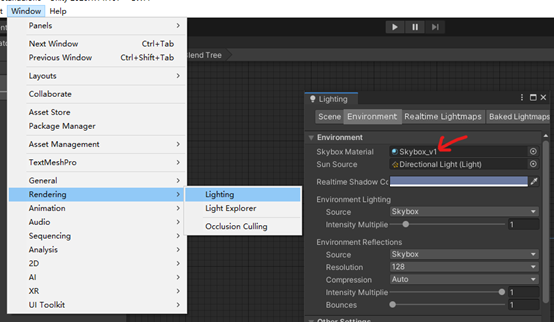 Window Help
Panels
Next Window Ctrl+Tab
Previous Window Ctrl+Shift+Tab
Layouts
Collaborate
Asset Store
Package Manager
Asset Management
TextMeshPro
General
Rendering
Animation
Audio
Sequencing
Analysis
2D
AI
XR
UI Toolkit
Lighting
Light Explorer
Occlusion Culling
lend Tree
Lighting
Scene Environment Realtime Lightmaps Baked Lightmaps
Environment
Skybox Material Skybox_v1
Sun Source Directional Light (Light)
Realtime Shadow Co
Environment Lighting
Source Skybox
Intensity Multiplie 1
Environment Reflections
Source Skybox
Resolution 128
Compression Auto
Intensity Multiplie 1
Bounces 1
Other Settings